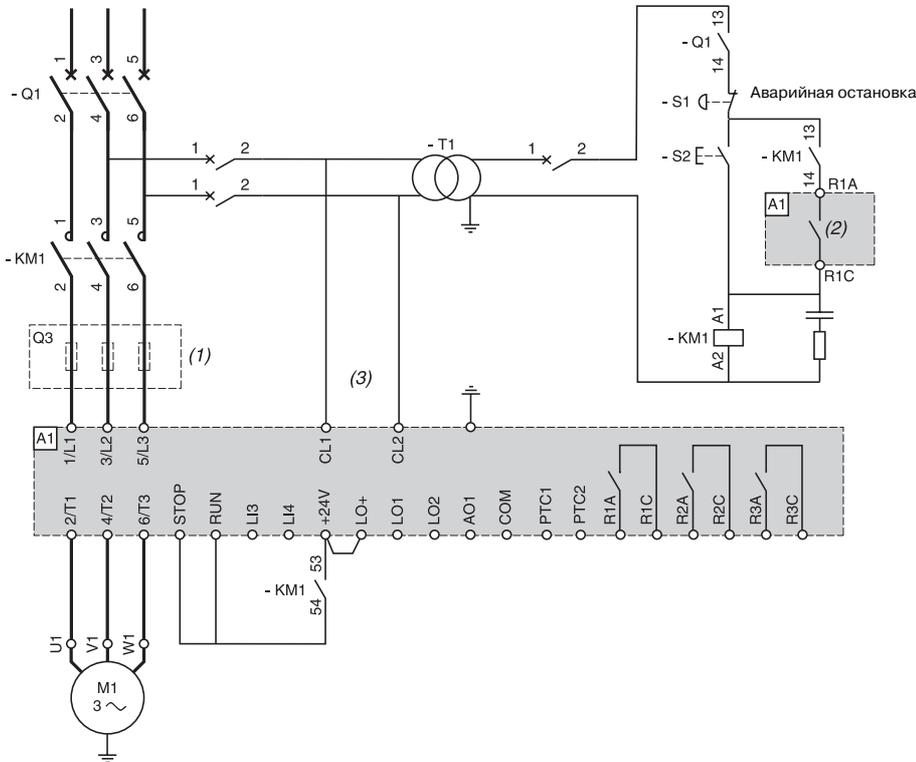 1 3 5
- Q1
2 4 6
1 2
1 2
- T1
1 2
13
- Q1
14
- S1
Аварийная остановка
- S2
13
- KM1
14
R1A
A1
(2)
R1C
A1
- KM1
A2
1 3 5
- KM1
2 4 6
Q3
(1)
(3)
A1
1/L1 3/L2 5/L3 CL1 CL2
2/T1 4/T2 6/T3 STOP RUN LI3 LI4 +24V LO+ LO1 LO2 AO1 COM PTC1 PTC2 R1A R1C R2A R2C R3A R3C
53
- KM1
54
U1 V1 W1
M1
3